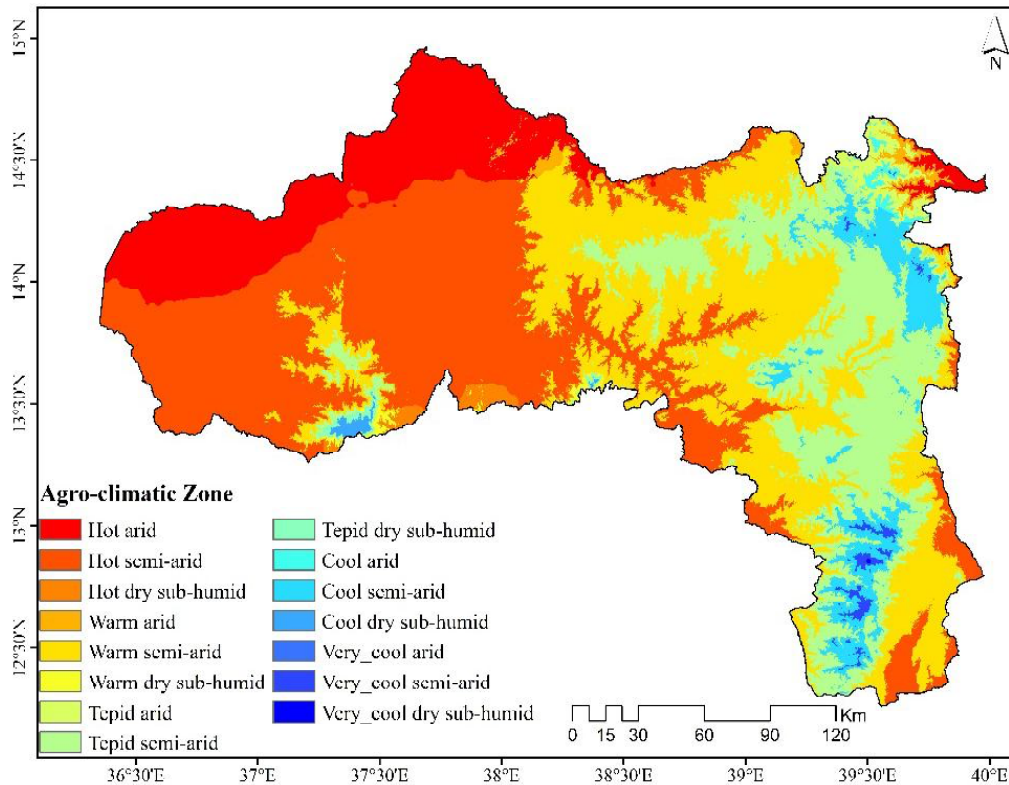 15°N
14°30'N
14°N
13°30'N
13°N
12°30'N
N
Agro-climatic Zone
Hot arid
Hot semi-arid
Hot dry sub-humid
Warm arid
Warm semi-arid
Warm dry sub-humid
Tepid arid
Tepid semi-arid
Tepid dry sub-humid
Cool arid
Cool semi-arid
Cool dry sub-humid
Very_cool arid
Very_cool semi-arid
Very_cool dry sub-humid
Km
0 15 30 60 90 120
36°30'E 37°E 37°30'E 38°E 38°30'E 39°E 39°30'E 40°E